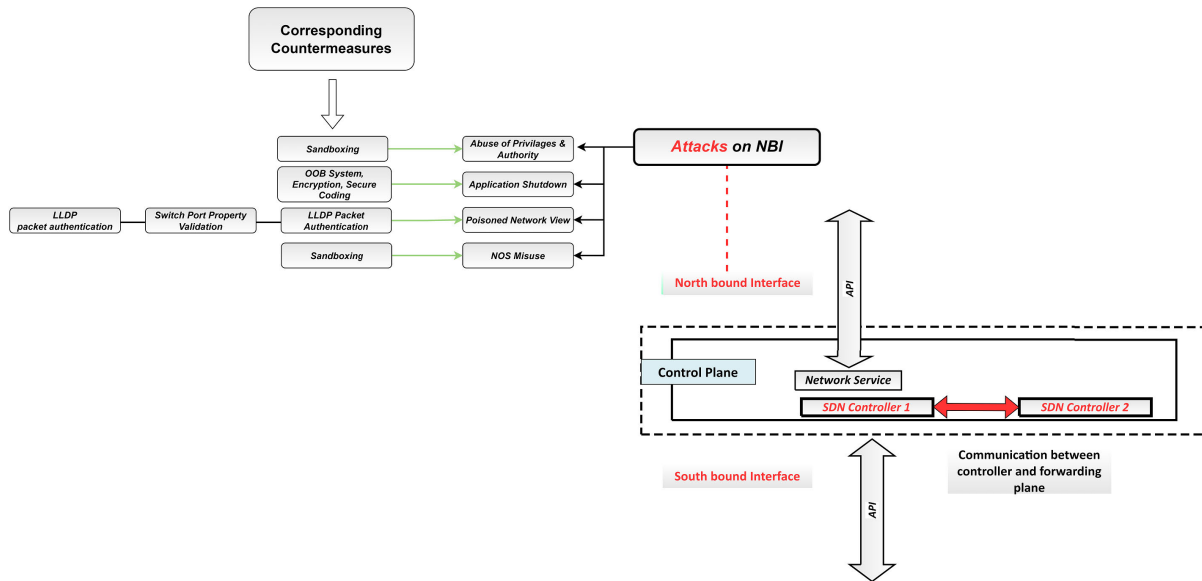 Corresponding
Countermeasures
Sandboxing
Abuse of Privilages &
Authority
Attacks on NBI
OOB System,
Encryption, Secure
Coding
Application Shutdown
LLDP
packet authentication
Switch Port Property
Validation
LLDP Packet
Authentication
Poisoned Network View
Sandboxing
NOS Misuse
North bound Interface
API
Control Plane
Network Service
SDN Controller 1
SDN Controller 2
South bound Interface
Communication between
controller and forwarding
plane
API